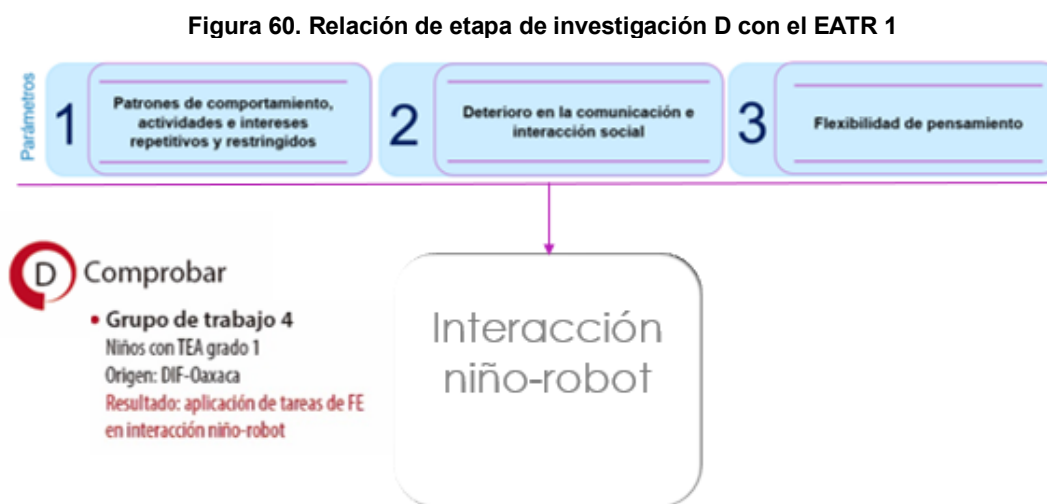 Figura 60. Relación de etapa de investigación D con el EATR 1
Parámetros
1
Patrones de comportamiento,
actividades e intereses
repetitivos y restringidos
2
Deterioro en la comunicación e
interacción social
3
Flexibilidad de pensamiento
D Comprobar
• Grupo de trabajo 4
Niños con TEA grado 1
Origen: DIF-Oaxaca
Resultado: aplicación de tareas de FE
en interacción niño-robot
Interacción
niño-robot